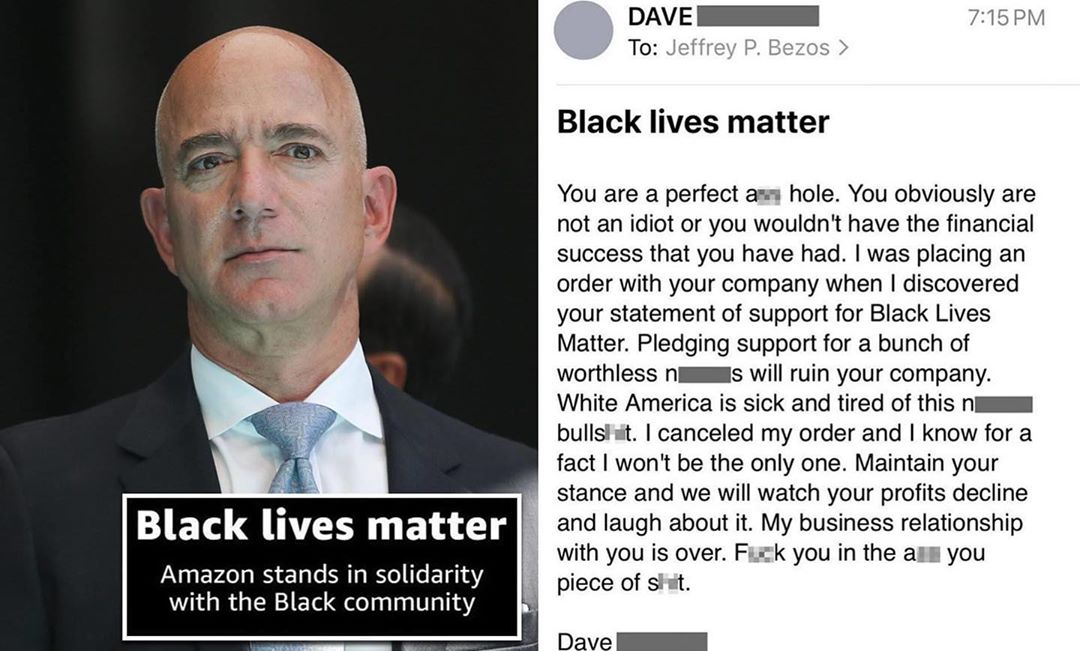 Black lives matter
Amazon stands in solidarity
with the Black community
DAVE
7:15 PM
To: Jeffrey P. Bezos >
Black lives matter
You are a perfect a hole. You obviously are
not an idiot or you wouldn't have the financial
success that you have had. I was placing an
order with your company when I discovered
your statement of support for Black Lives
Matter. Pledging support for a bunch of
worthless n s will ruin your company.
White America is sick and tired of this n
bulls t. I canceled my order and I know for a
fact I won't be the only one. Maintain your
stance and we will watch your profits decline
and laugh about it. My business relationship
with you is over. F k you in the a you
piece of s t.
Dave